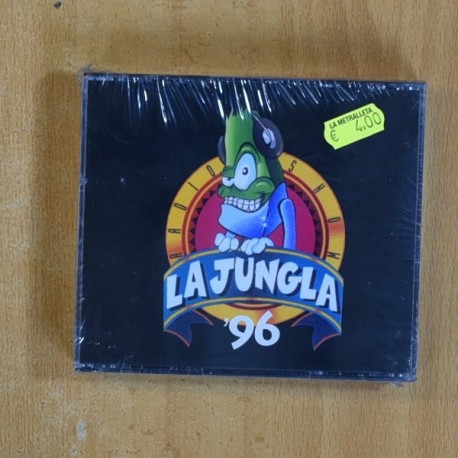 LA METRALLETA
€ 4,00
RADIO SHOW
LA JUNGLA
'96